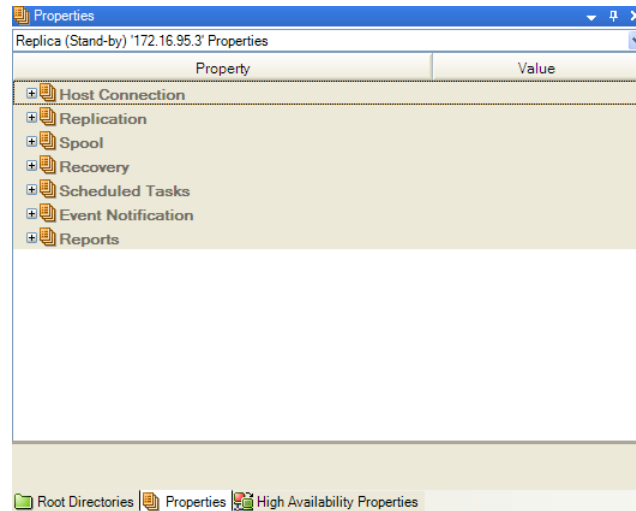 Properties
Replica (Stand-by) '172.16.95.3' Properties
Property Value
Host Connection
Replication
Spool
Recovery
Scheduled Tasks
Event Notification
Reports
Root Directories Properties High Availability Properties